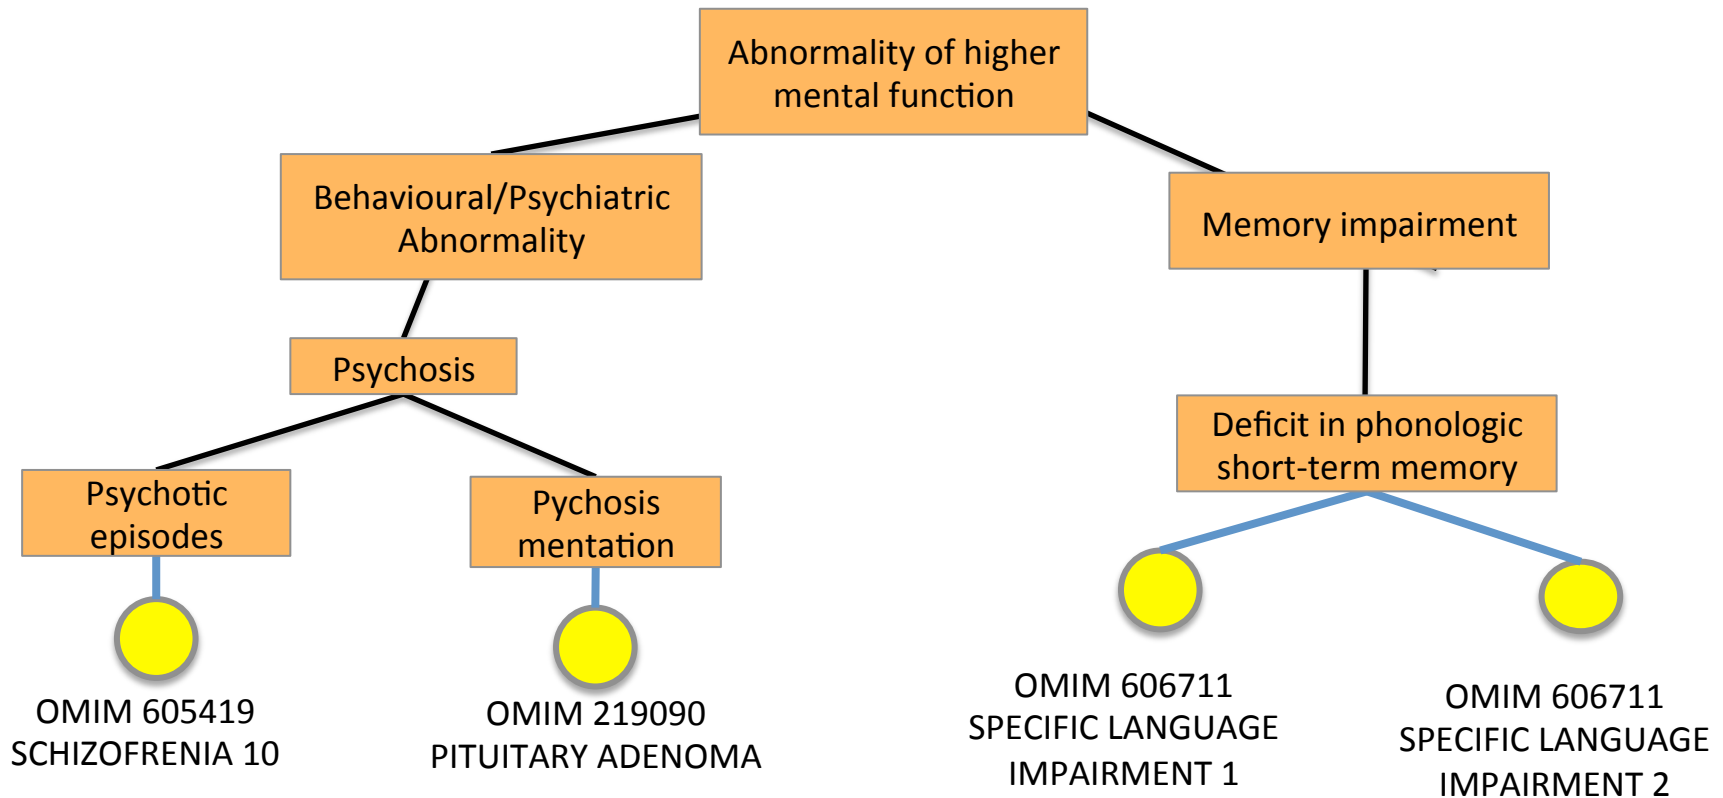 Abnormality of higher
mental function
Behavioural/Psychiatric
Abnormality
Memory impairment
Psychosis
Deficit in phonologic
short-term memory
Psychotic
episodes
Pychosis
mentation
OMIM 605419
SCHIZOFRENIA 10
OMIM 219090
PITUITARY ADENOMA
OMIM 606711
SPECIFIC LANGUAGE
IMPAIRMENT 1
OMIM 606711
SPECIFIC LANGUAGE
IMPAIRMENT 2